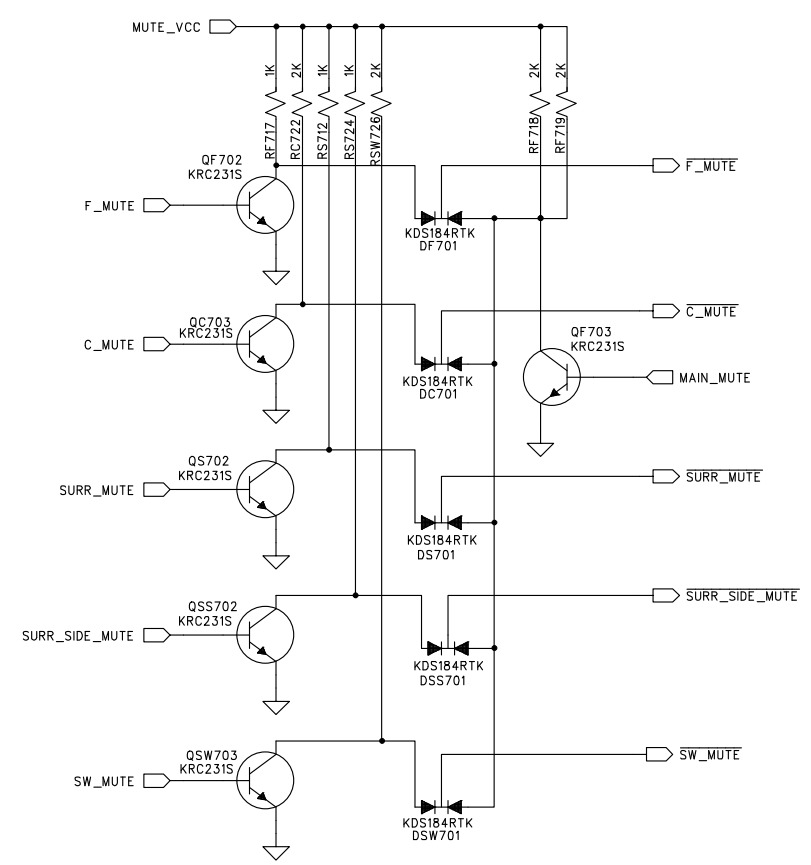 MUTE_VCC
1K
2K
1K
1K
2K
2K
2K
RF717
RC722
RS712
RS724
RSW726
RF718
RF719
QF702
KRC231S
F_MUTE
F_MUTE
KDS184RTK
DF701
QC703
KRC231S
C_MUTE
C_MUTE
KDS184RTK
DC701
QF703
KRC231S
MAIN_MUTE
QS702
KRC231S
SURR_MUTE
SURR_MUTE
KDS184RTK
DS701
QSS702
KRC231S
SURR_SIDE_MUTE
SURR_SIDE_MUTE
KDS184RTK
DSS701
QSW703
KRC231S
SW_MUTE
SW_MUTE
KDS184RTK
DSW701